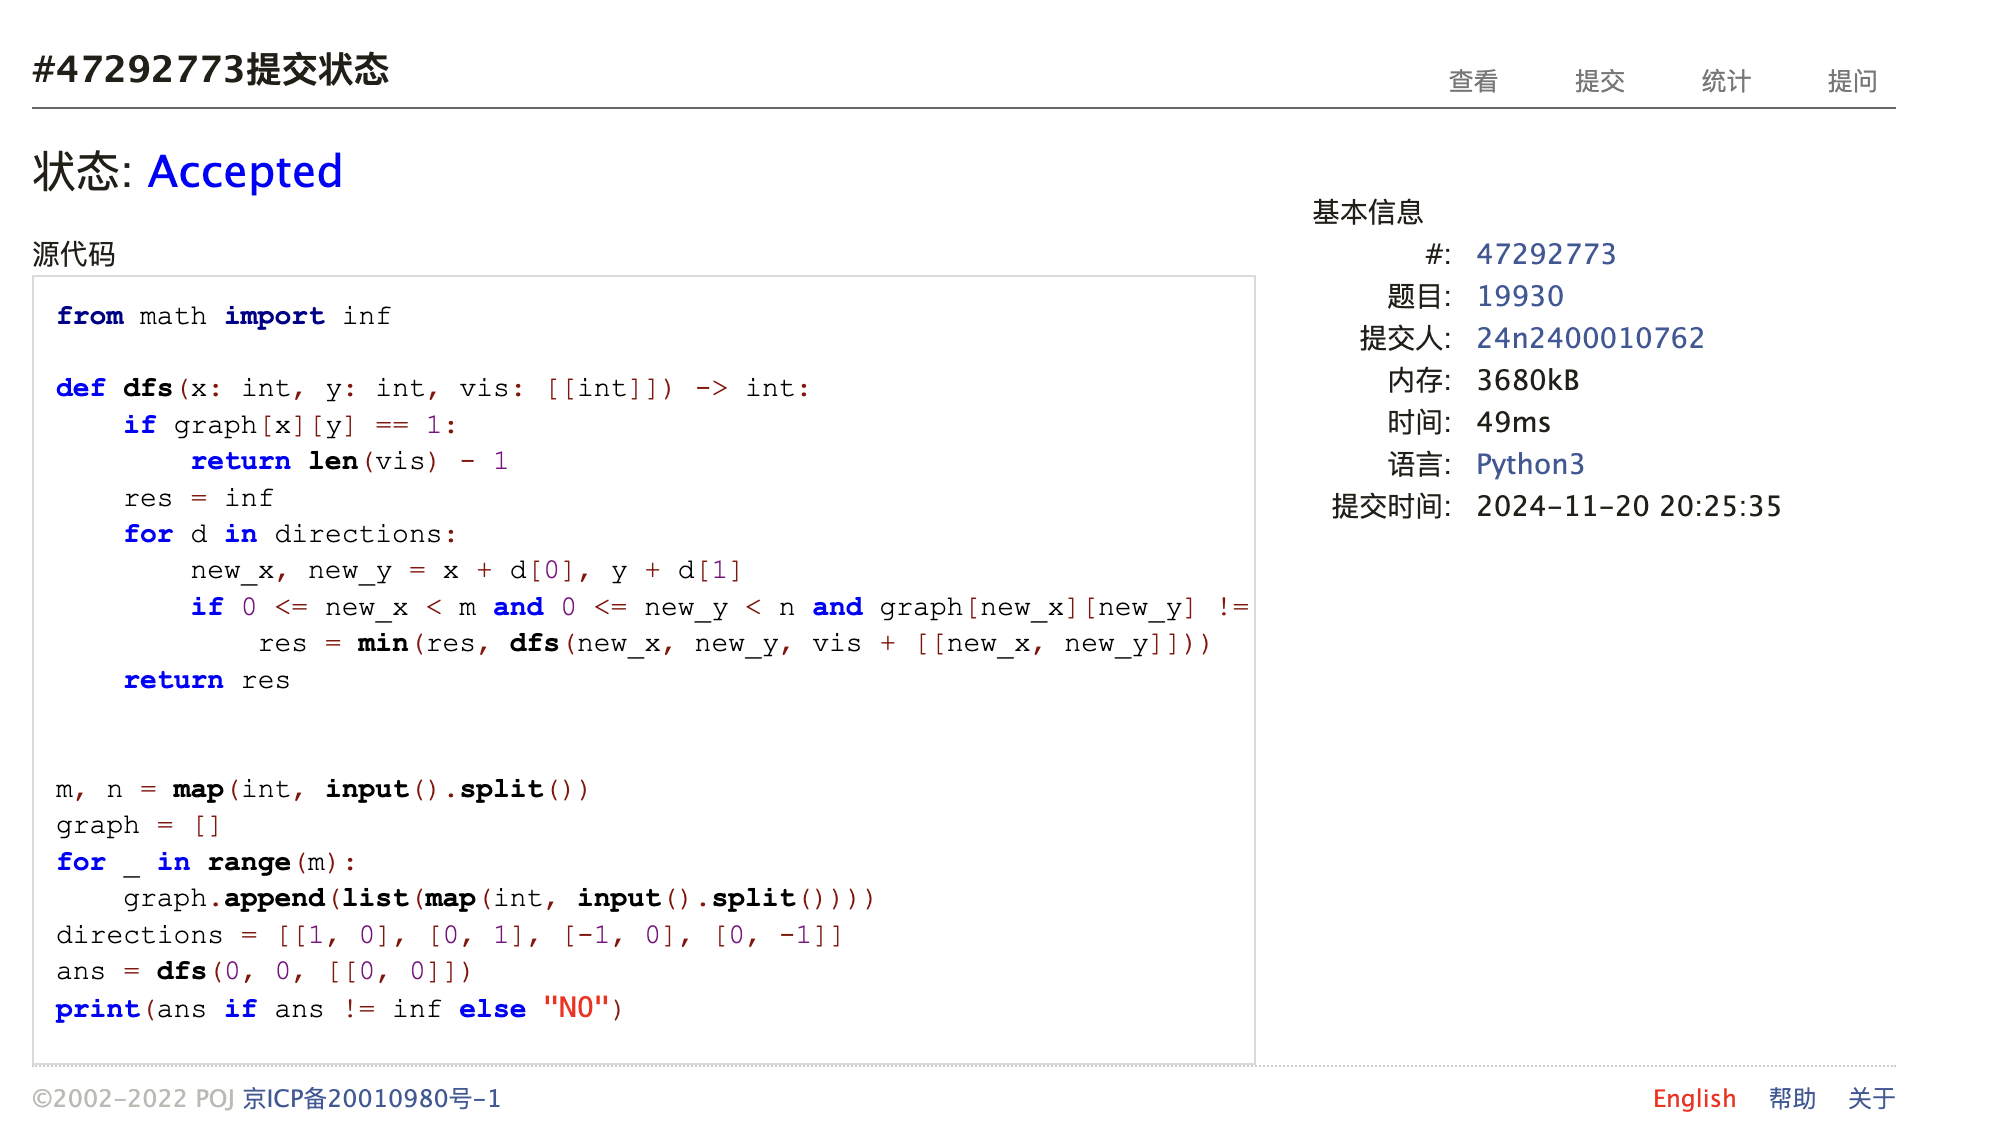 #47292773提交状态
查看 提交 统计 提问
状态: Accepted
源代码
from math import inf
def dfs(x: int, y: int, vis: [[int]]) -> int:
    if graph[x][y] == 1:
        return len(vis) - 1
    res = inf
    for d in directions:
        new_x, new_y = x + d[0], y + d[1]
        if 0 <= new_x < m and 0 <= new_y < n and graph[new_x][new_y] !=
            res = min(res, dfs(new_x, new_y, vis + [[new_x, new_y]]))
    return res
m, n = map(int, input().split())
graph = []
for _ in range(m):
    graph.append(list(map(int, input().split())))
directions = [[1, 0], [0, 1], [-1, 0], [0, -1]]
ans = dfs(0, 0, [[0, 0]])
print(ans if ans != inf else "NO")
基本信息
#: 47292773
题目: 19930
提交人: 24n2400010762
内存: 3680kB
时间: 49ms
语言: Python3
提交时间: 2024-11-20 20:25:35
©2002-2022 POJ 京ICP备20010980号-1
English 帮助 关于